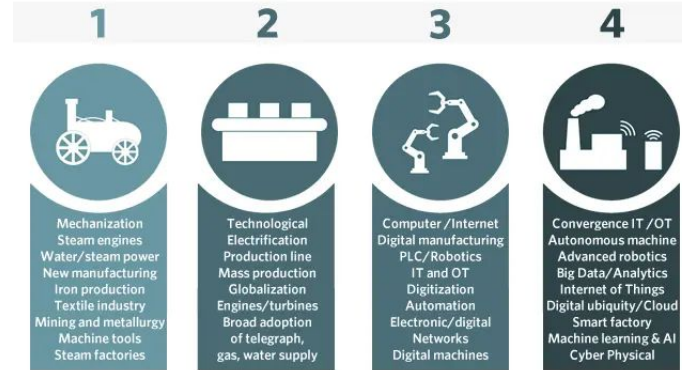 1
2
3
4
Mechanization
Steam engines
Water/steam power
New manufacturing
Iron production
Textile industry
Mining and metallurgy
Machine tools
Steam factories
Technological
Electrification
Production line
Mass production
Globalization
Engines/turbines
Broad adoption
of telegraph,
gas, water supply
Computer /Internet
Digital manufacturing
PLC/Robotics
IT and OT
Digitization
Automation
Electronic/digital
Networks
Digital machines
Convergence IT /OT
Autonomous machine
Advanced robotics
Big Data/Analytics
Internet of Things
Digital ubiquity/Cloud
Smart factory
Machine learning & AI
Cyber Physical